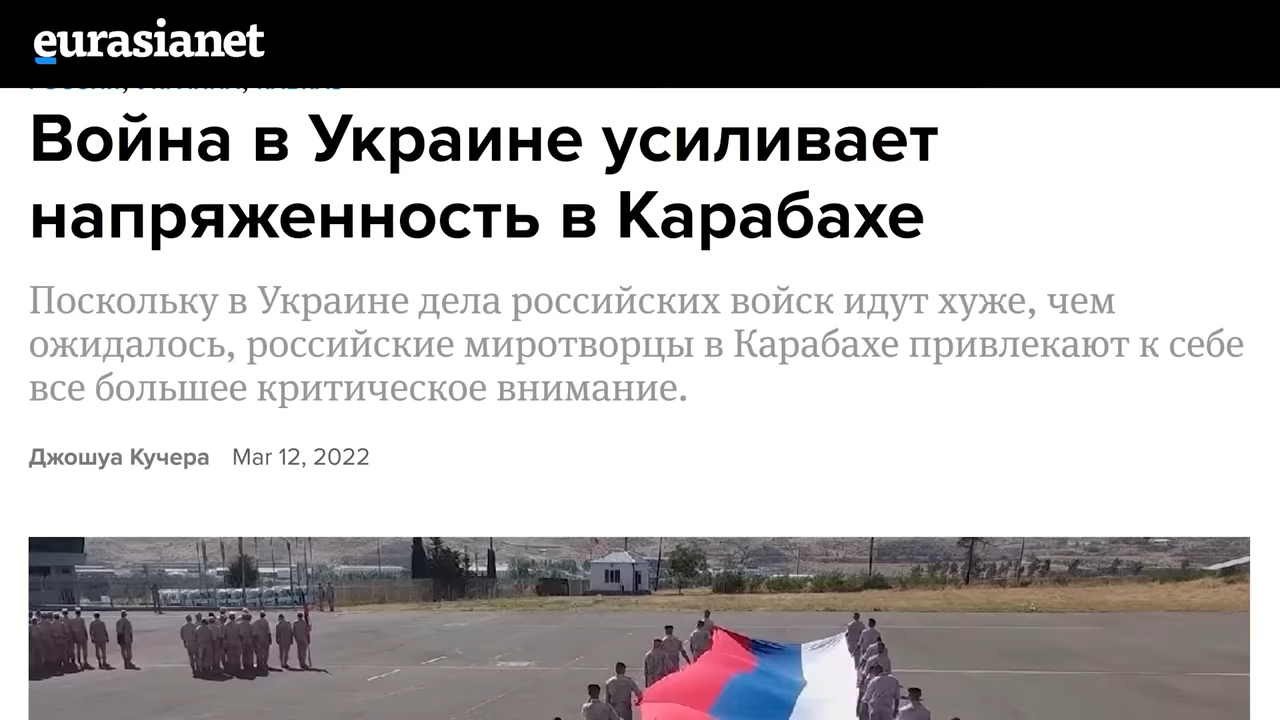 eurasianet
Война в Украине усиливает
напряженность в Карабахе
Поскольку в Украине дела российских войск идут хуже, чем
ожидалось, российские миротворцы в Карабахе привлекают к себе
все большее критическое внимание.
Джошуа Кучера Mar 12, 2022